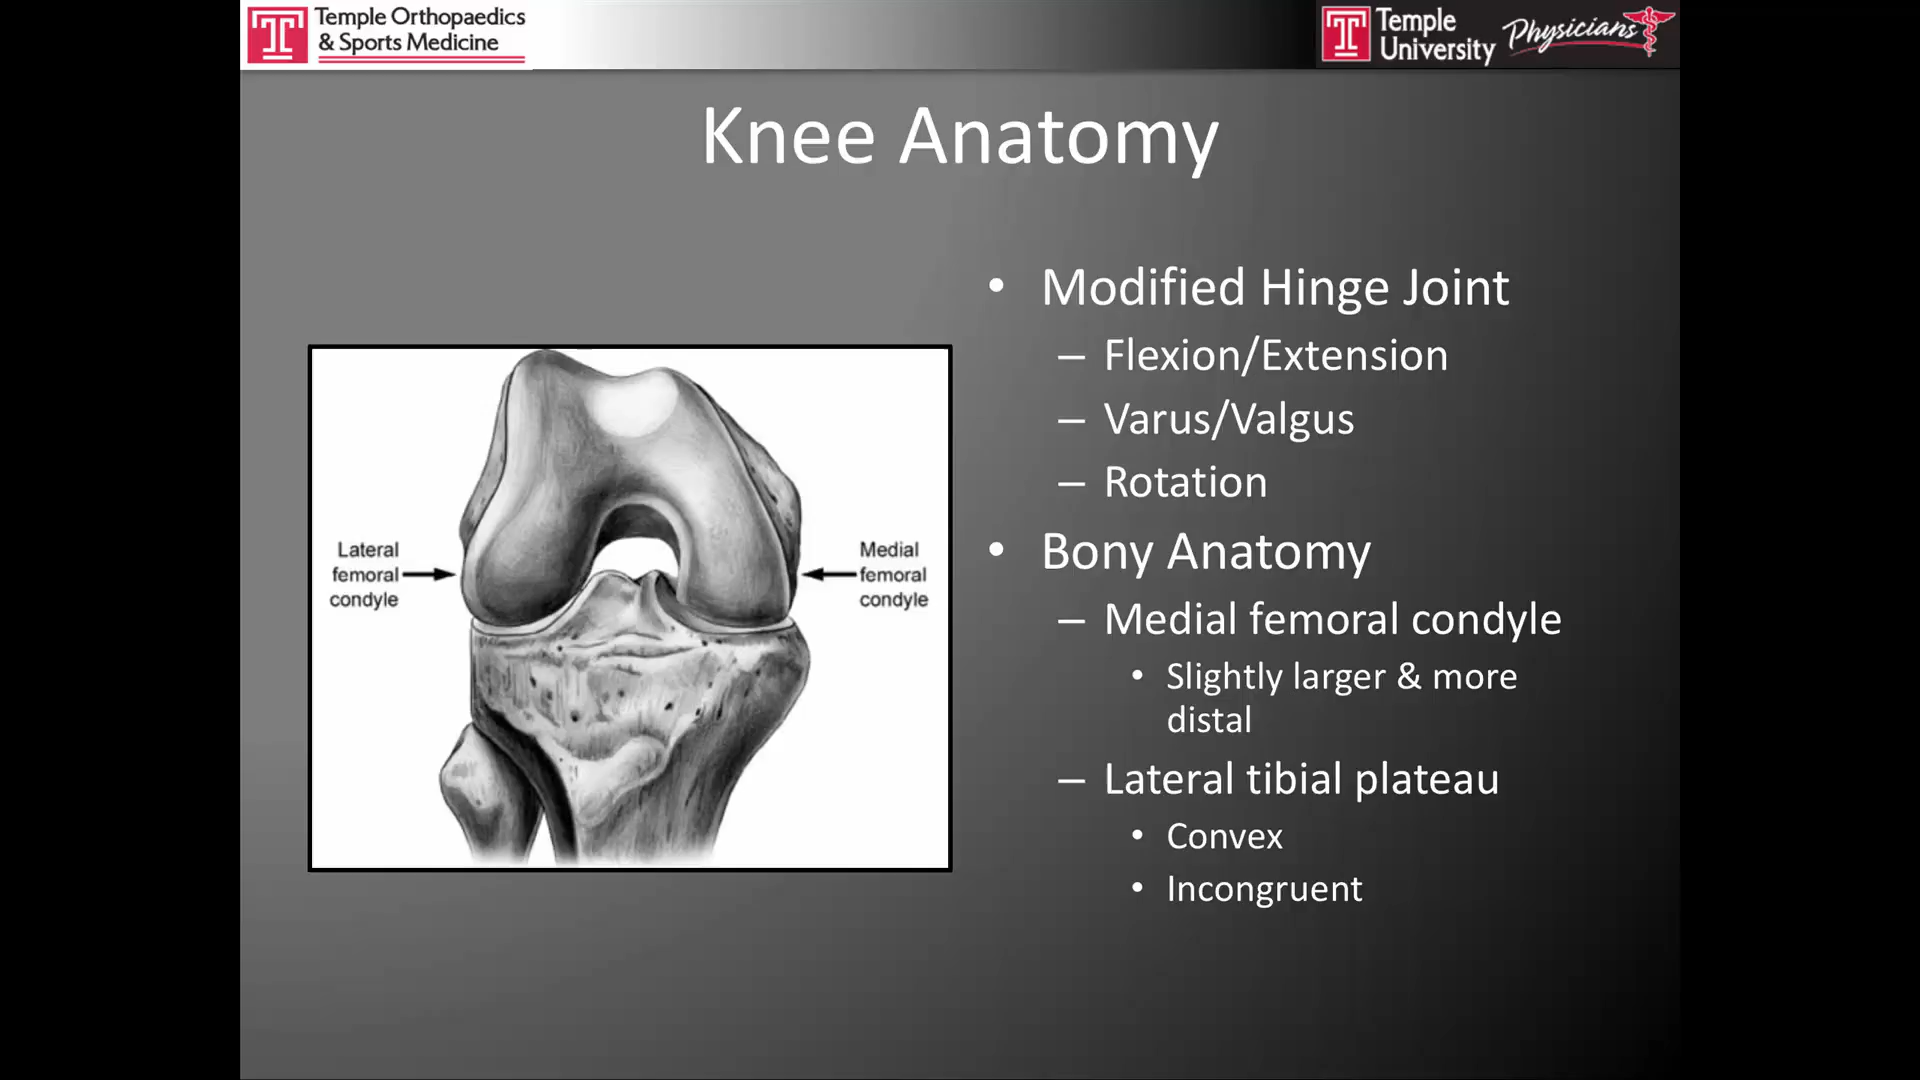 Temple Orthopaedics
& Sports Medicine
Temple
University
Physicians
Knee Anatomy
Lateral
femoral
condyle
Medial
femoral
condyle
• Modified Hinge Joint
– Flexion/Extension
– Varus/Valgus
– Rotation
• Bony Anatomy
– Medial femoral condyle
• Slightly larger & more
distal
– Lateral tibial plateau
• Convex
• Incongruent